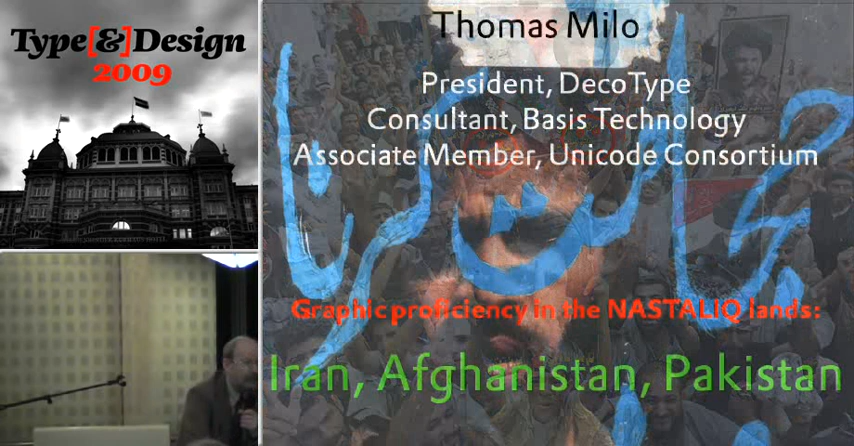 Type[&]Design
2009
Thomas Milo
President, DecoType
Consultant, Basis Technology
Associate Member, Unicode Consortium
Graphic proficiency in the NASTALIQ lands:
Iran, Afghanistan, Pakistan